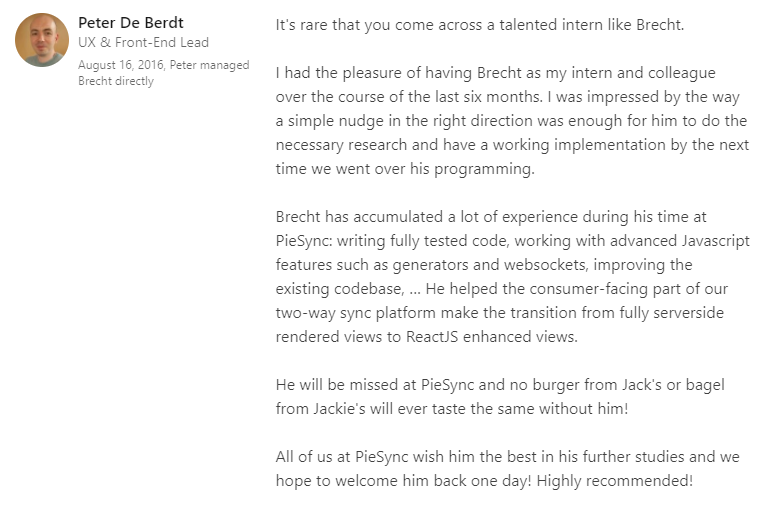 Peter De Berdt
UX & Front-End Lead
August 16, 2016, Peter managed
Brecht directly
It's rare that you come across a talented intern like Brecht.
I had the pleasure of having Brecht as my intern and colleague
over the course of the last six months. I was impressed by the way
a simple nudge in the right direction was enough for him to do the
necessary research and have a working implementation by the next
time we went over his programming.
Brecht has accumulated a lot of experience during his time at
PieSync: writing fully tested code, working with advanced Javascript
features such as generators and websockets, improving the
existing codebase, ... He helped the consumer-facing part of our
two-way sync platform make the transition from fully serverside
rendered views to ReactJS enhanced views.
He will be missed at PieSync and no burger from Jack's or bagel
from Jackie's will ever taste the same without him!
All of us at PieSync wish him the best in his further studies and we
hope to welcome him back one day! Highly recommended!